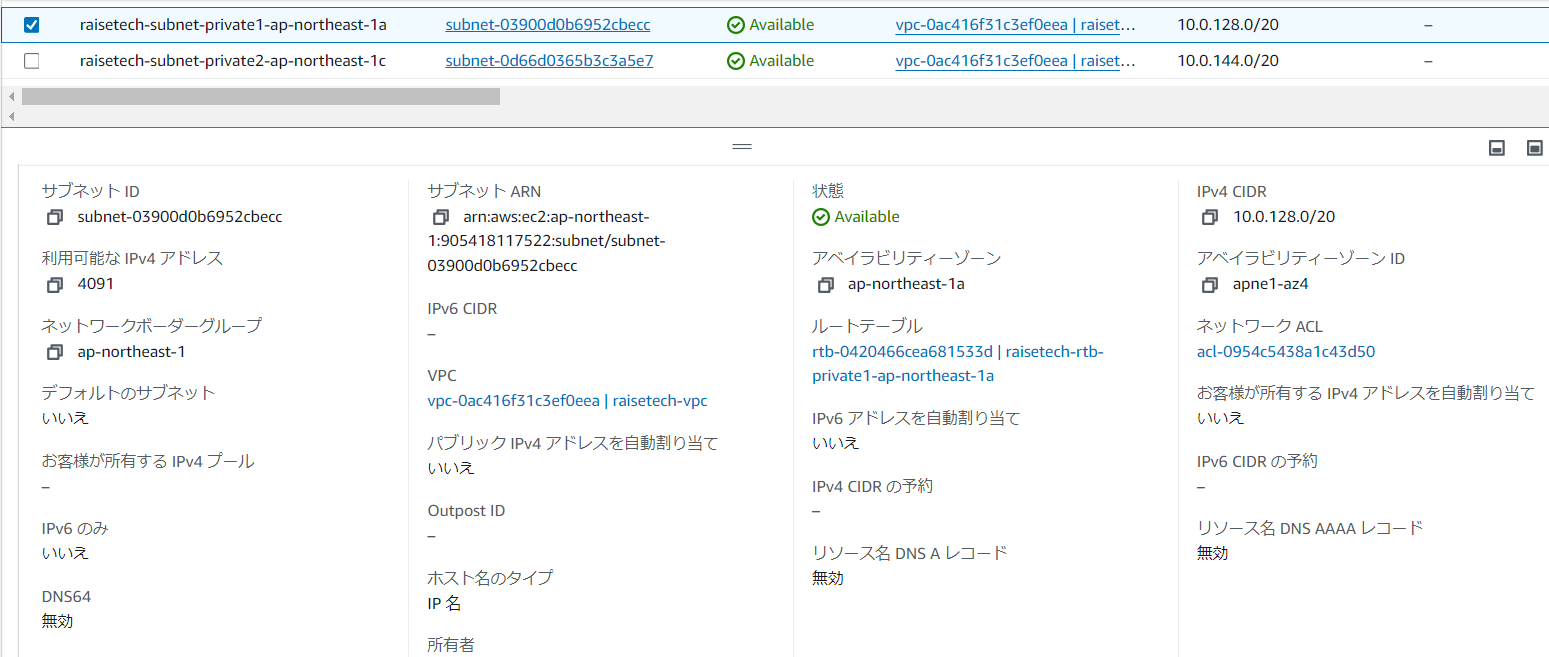 raisetech-subnet-private1-ap-northeast-1a subnet-03900d0b6952cbecc Available vpc-0ac416f31c3ef0eea | raiset… 10.0.128.0/20 –
raisetech-subnet-private2-ap-northeast-1c subnet-0d66d0365b3c3a5e7 Available vpc-0ac416f31c3ef0eea | raiset… 10.0.144.0/20 –
サブネット ID
subnet-03900d0b6952cbecc
利用可能な IPv4 アドレス
4091
ネットワークボーダーグループ
ap-northeast-1
デフォルトのサブネット
いいえ
お客様が所有する IPv4 プール
–
IPv6 のみ
いいえ
DNS64
無効
サブネット ARN
arn:aws:ec2:ap-northeast-
1:905418117522:subnet/subnet-
03900d0b6952cbecc
IPv6 CIDR
–
VPC
vpc-0ac416f31c3ef0eea | raisetech-vpc
パブリック IPv4 アドレスを自動割り当て
いいえ
Outpost ID
–
ホスト名のタイプ
IP 名
所有者
状態
Available
アベイラビリティーゾーン
ap-northeast-1a
ルートテーブル
rtb-0420466cea681533d | raisetech-rtb-
private1-ap-northeast-1a
IPv6 アドレスを自動割り当て
いいえ
IPv4 CIDR の予約
–
リソース名 DNS A レコード
無効
IPv4 CIDR
10.0.128.0/20
アベイラビリティーゾーン ID
apne1-az4
ネットワーク ACL
acl-0954c5438a1c43d50
お客様が所有する IPv4 アドレスを自動割り当て
いいえ
IPv6 CIDR の予約
–
リソース名 DNS AAAA レコード
無効